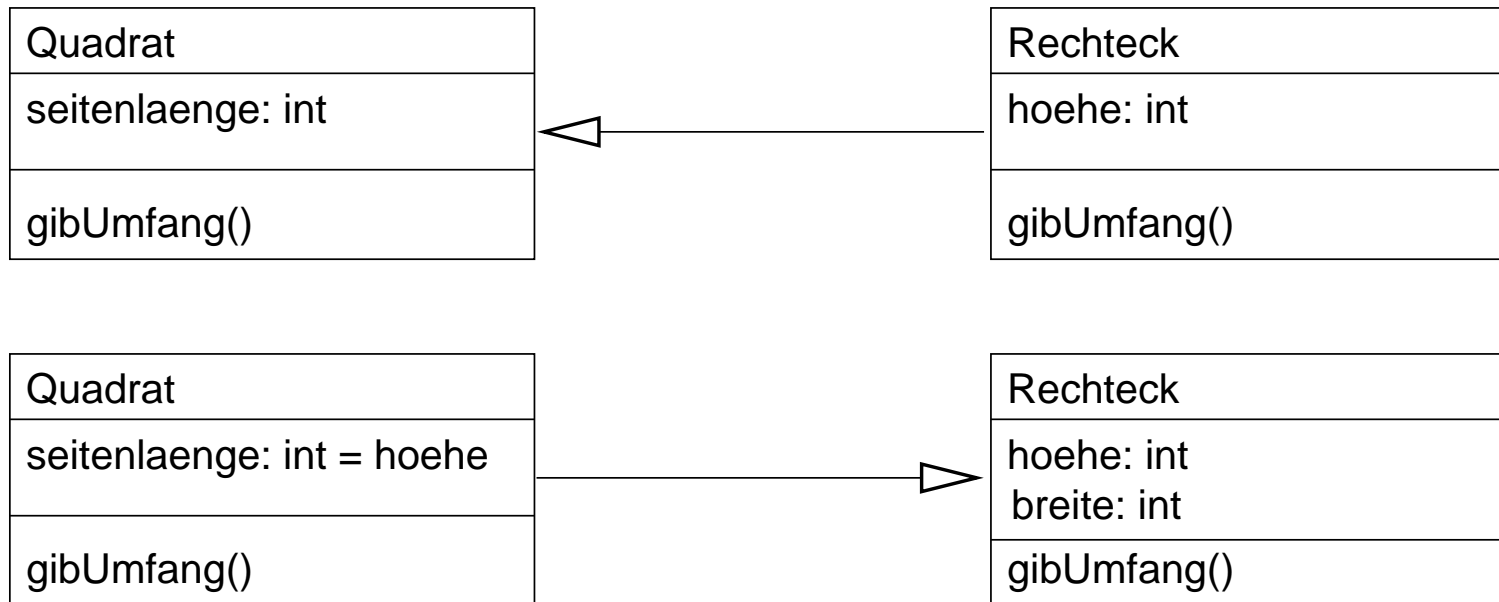 Quadrat
seitenlaenge: int
gibUmfang()
Rechteck
hoehe: int
gibUmfang()
Quadrat
seitenlaenge: int = hoehe
gibUmfang()
Rechteck
hoehe: int
breite: int
gibUmfang()